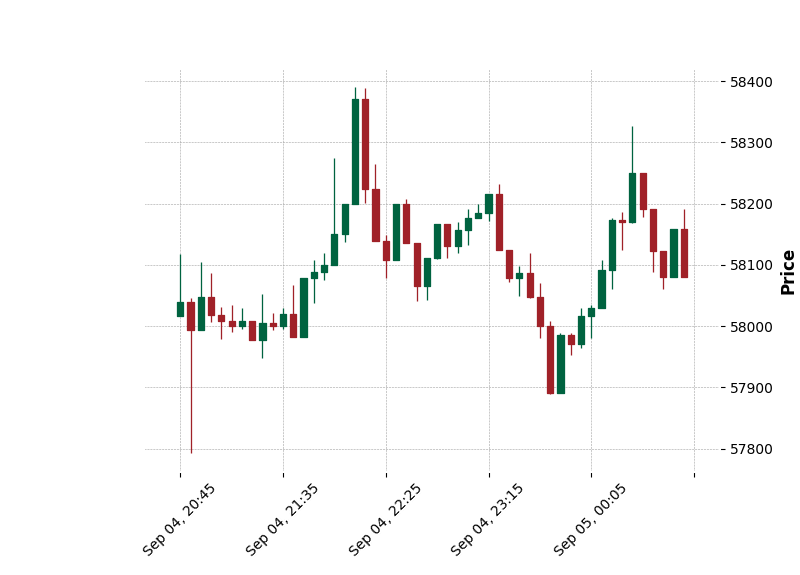 58400
58300
58200
58100
58000
57900
57800
Price
Sep 04, 20:45
Sep 04, 21:35
Sep 04, 22:25
Sep 04, 23:15
Sep 05, 00:05